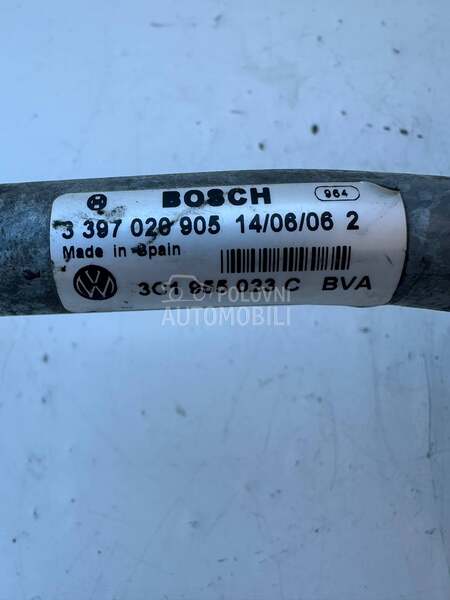 BOSCH 964
3 397 020 905 14/06/06 2
Made in Spain
3C1 955 023 C BVA
POLOVNI
AUTOMOBILI